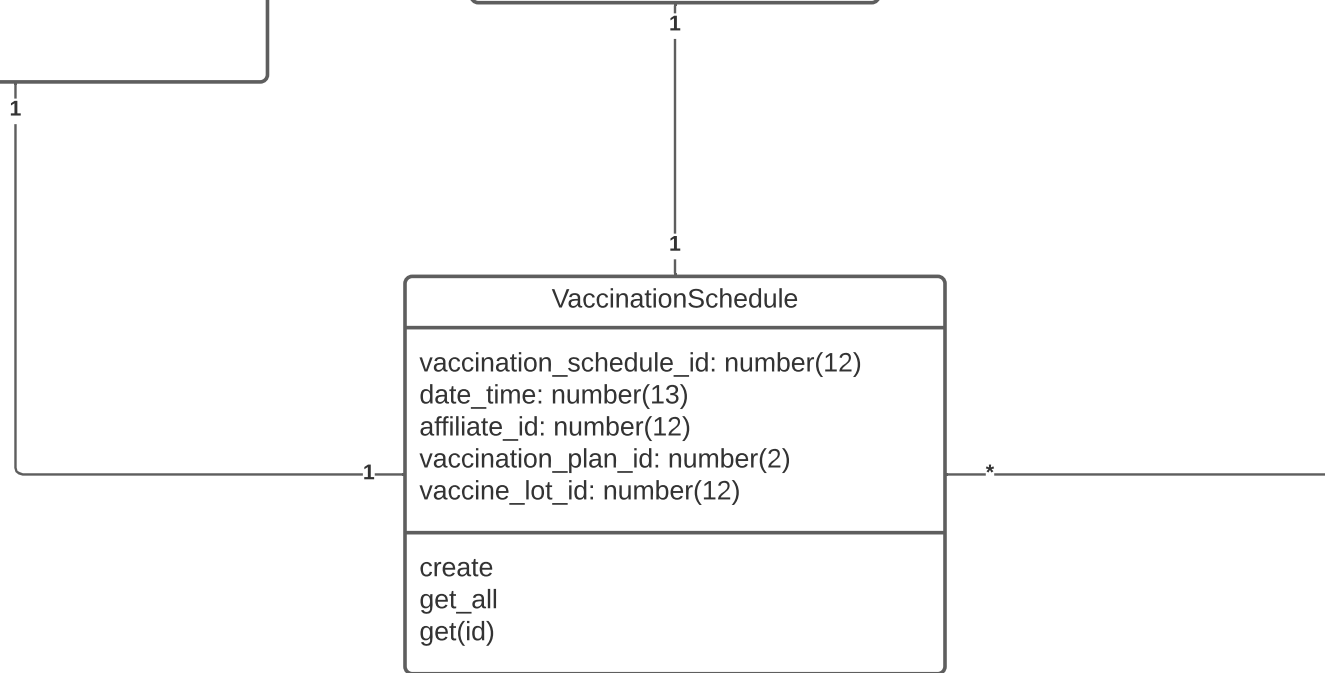 1
1
1
VaccinationSchedule
vaccination_schedule_id: number(12)
date_time: number(13)
affiliate_id: number(12)
vaccination_plan_id: number(2)
vaccine_lot_id: number(12)
1
*
create
get_all
get(id)